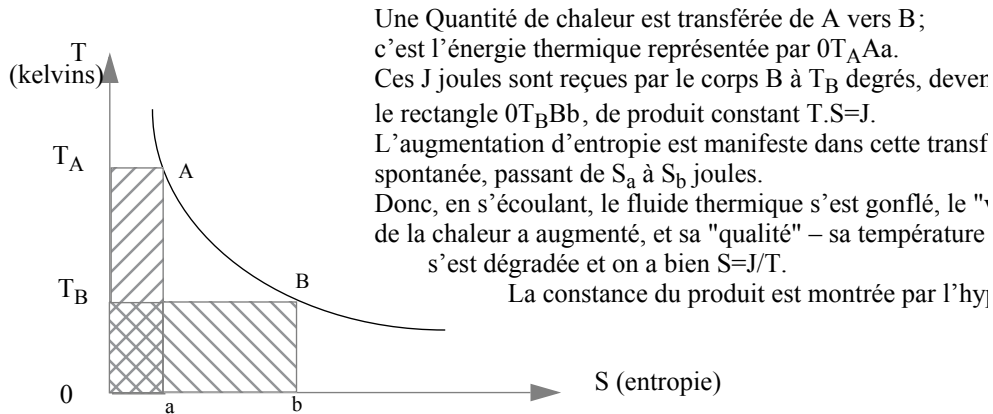 Une Quantité de chaleur est transférée de A vers B;
c’est l’énergie thermique représentée par 0T_AAa.
Ces J joules sont reçues par le corps B à T_B degrés,
le rectangle 0T_BBb, de produit constant T.S=J.
L’augmentation d’entropie est manifeste dans cette
spontanée, passant de S_a à S_b joules.
Donc, en s’écoulant, le fluide thermique s’est gonflé, le
de la chaleur a augmenté, et sa "qualité" – sa température
s’est dégradée et on a bien S=J/T.
La constance du produit est montrée par
T
(kelvins)
T_A
A
T_B
B
0
a
b
S (entropie)